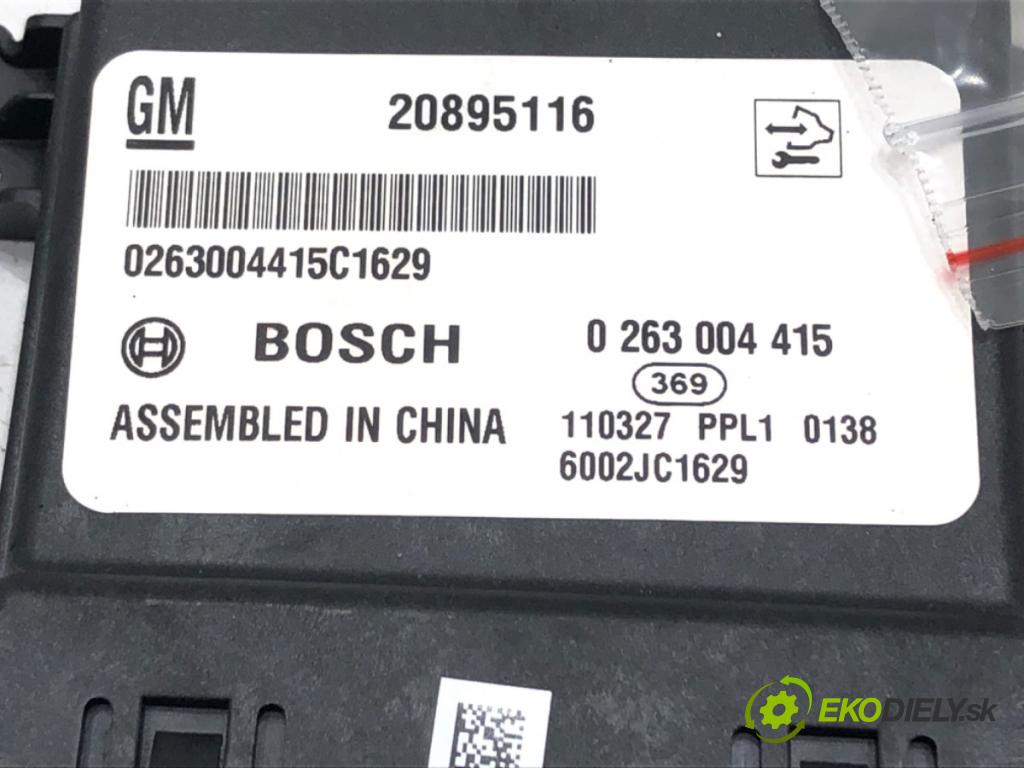 GM 20895116
0263004415C1629
BOSCH 0 263 004 415
369
ASSEMBLED IN CHINA 110327 PPL1 0138
6002JC1629
EKODIELY.sk